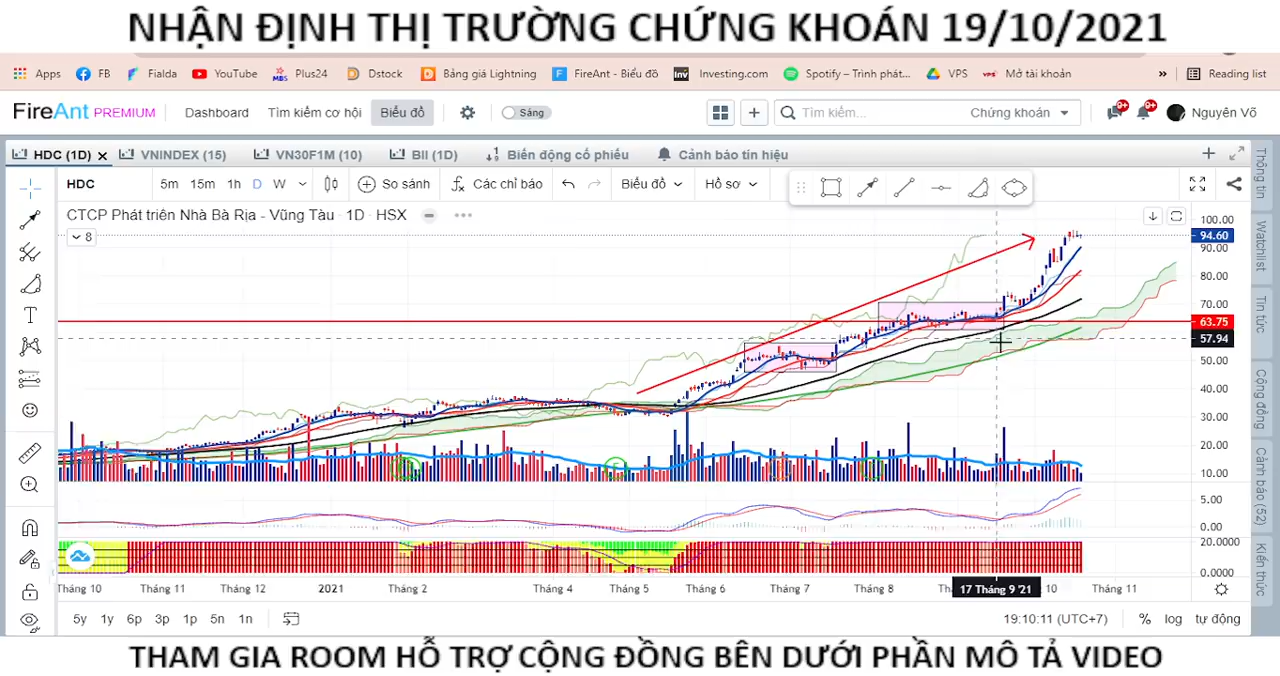 NHẬN ĐỊNH THỊ TRƯỜNG CHỨNG KHOÁN 19/10/2021
Apps FB Fialda YouTube Plus24 Dstock Bảng giá Lightning FireAnt - Biểu đồ Investing.com Spotify – Trình phát... VPS Mở tài khoản » Reading list
FireAnt PREMIUM Dashboard Tìm kiếm cơ hội Biểu đồ Sáng Tìm kiếm... Chứng khoán Nguyên Võ
HDC (1D) VNINDEX (15) VN30F1M (10) BII (1D) Biến động cổ phiếu Cảnh báo tín hiệu
HDC 5m 15m 1h D W So sánh Các chỉ báo Biểu đồ Hồ sơ
CTCP Phát triển Nhà Bà Rịa - Vũng Tàu · 1D · HSX
8
100.00
94.60
90.00
80.00
70.00
63.75
57.94
50.00
40.00
30.00
20.00
10.00
5.00
0.00
20.0000
0.0000
Tháng 10 Tháng 11 Tháng 12 2021 Tháng 2 Tháng 4 Tháng 5 Tháng 6 Tháng 7 Tháng 8 17 Tháng 9 '21 10 Tháng 11
5y 1y 6p 3p 1p 5n 1n 19:10:11 (UTC+7) % log tự động
Thông tin
Watchlist
Tin tức
Cộng đồng
Cảnh báo (52)
Kiến thức
THAM GIA ROOM HỖ TRỢ CỘNG ĐỒNG BÊN DƯỚI PHẦN MÔ TẢ VIDEO